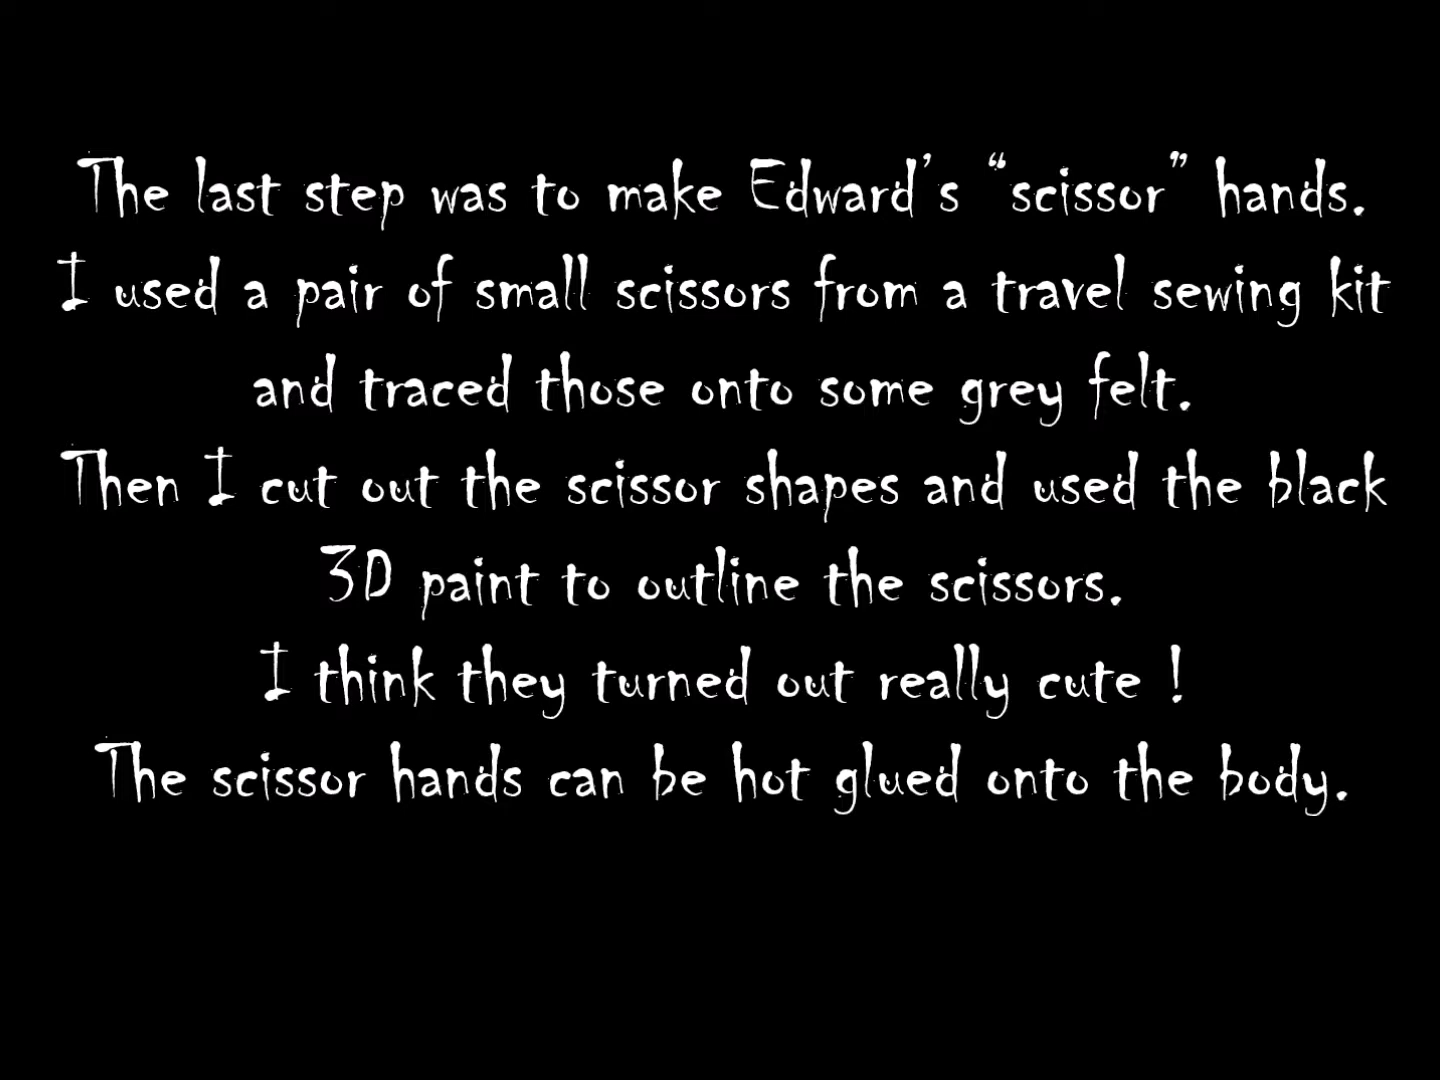 The last step was to make Edward's “scissor” hands.
I used a pair of small scissors from a travel sewing kit
and traced those onto some grey felt.
Then I cut out the scissor shapes and used the black
3D paint to outline the scissors.
I think they turned out really cute !
The scissor hands can be hot glued onto the body.